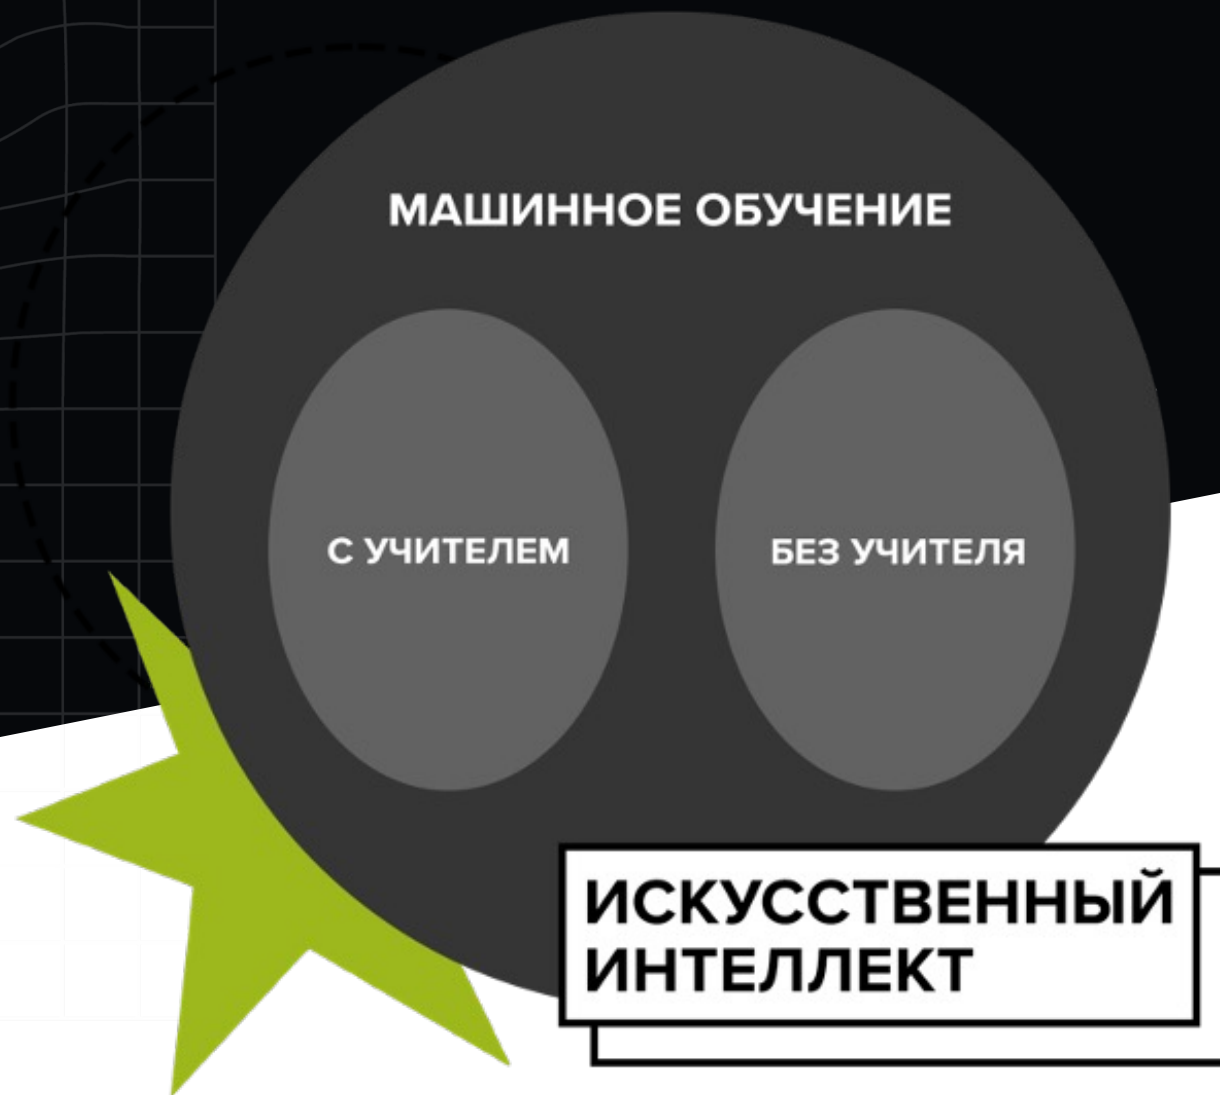 МАШИННОЕ ОБУЧЕНИЕ
С УЧИТЕЛЕМ
БЕЗ УЧИТЕЛЯ
ИСКУССТВЕННЫЙ
ИНТЕЛЛЕКТ